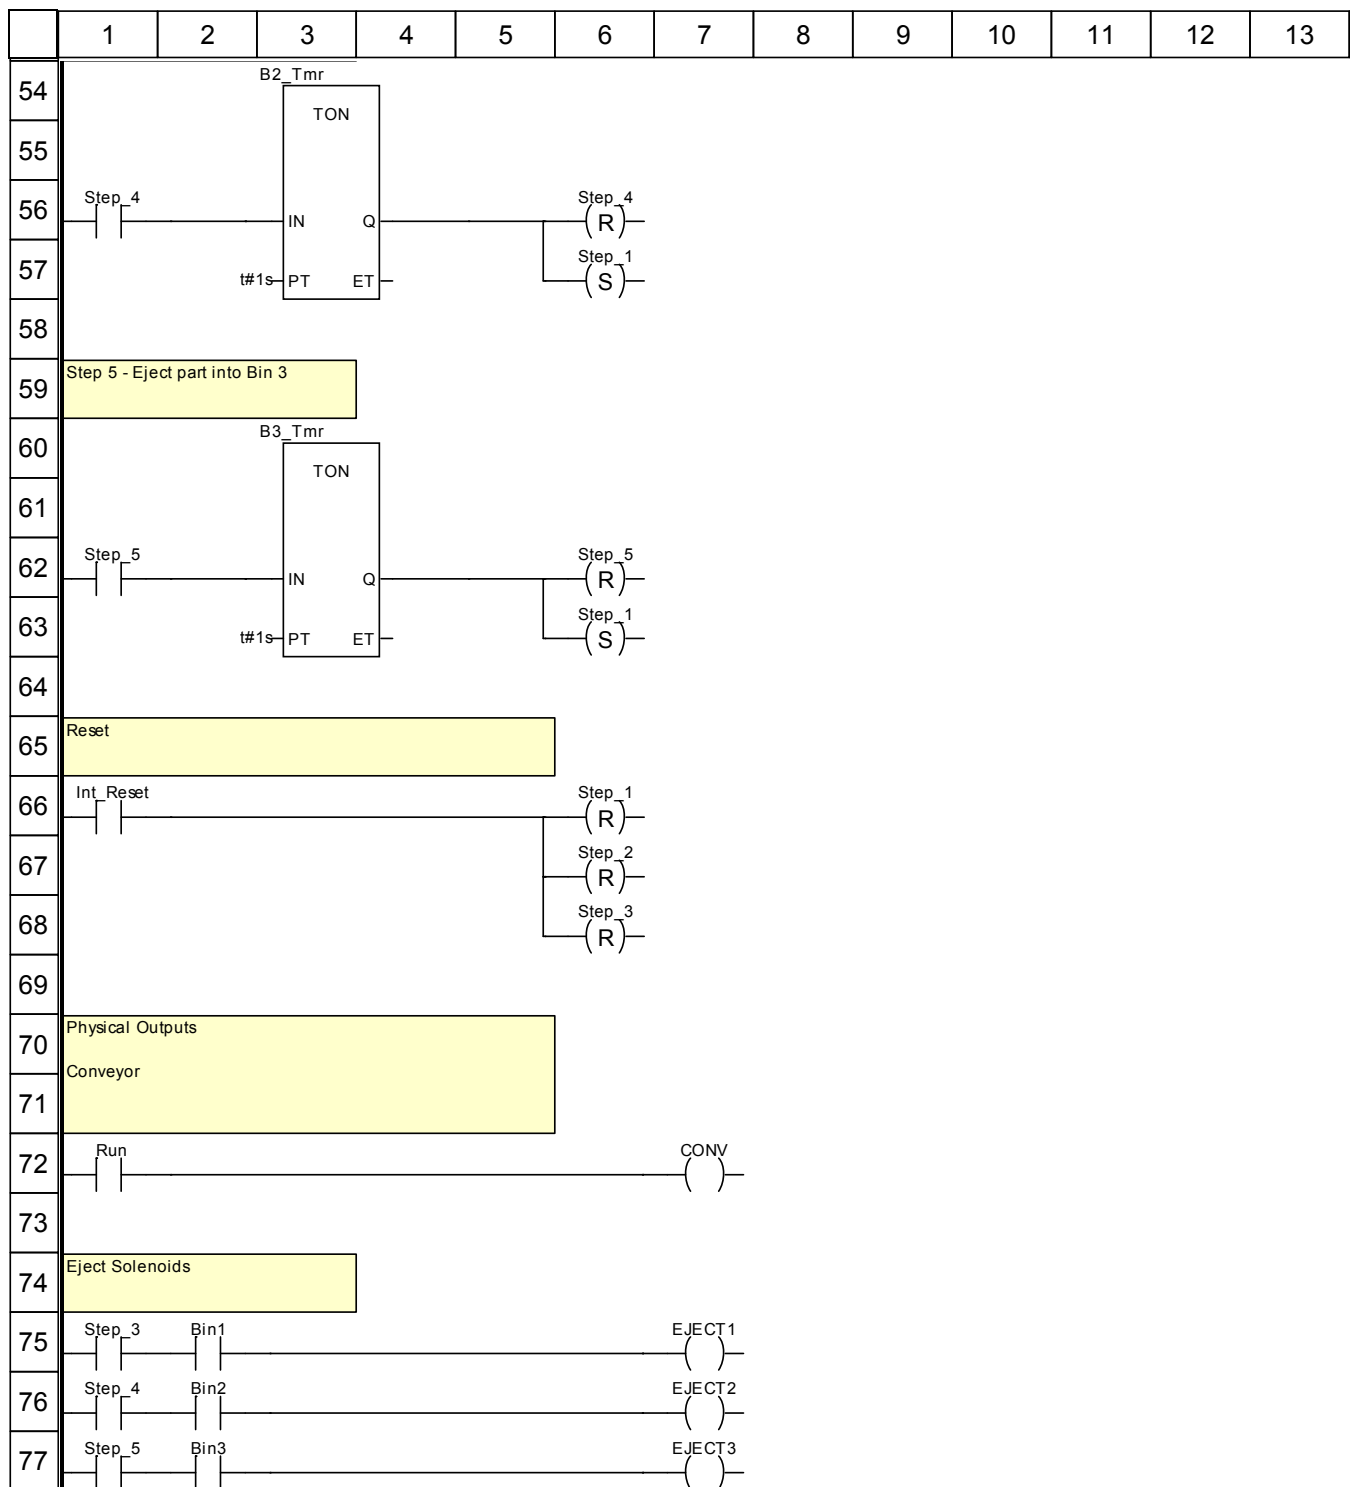 1 2 3 4 5 6 7 8 9 10 11 12 13
54 B2_Tmr
TON
55
56 Step_4 IN Q Step_4
(R)
57 t#1s PT ET Step_1
(S)
58
59 Step 5 - Eject part into Bin 3
60 B3_Tmr
TON
61
62 Step_5 IN Q Step_5
(R)
63 t#1s PT ET Step_1
(S)
64
65 Reset
66 Int_Reset Step_1
(R)
67 Step_2
(R)
68 Step_3
(R)
69
70 Physical Outputs
Conveyor
71
72 Run CONV
73
74 Eject Solenoids
75 Step_3 Bin1 EJECT1
76 Step_4 Bin2 EJECT2
77 Step_5 Bin3 EJECT3